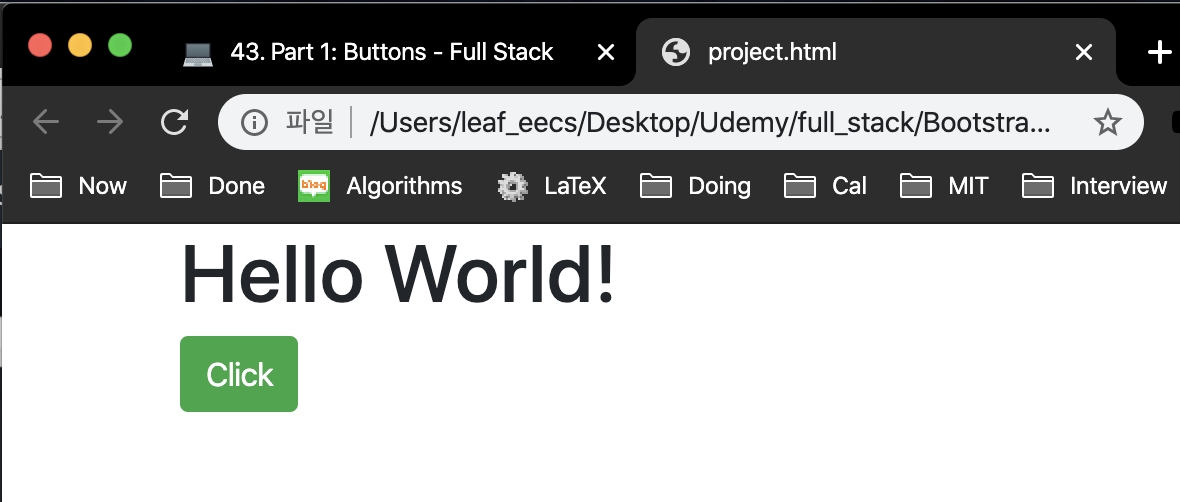 43. Part 1: Buttons - Full Stack
project.html
파일 /Users/leaf_eecs/Desktop/Udemy/full_stack/Bootstra...
Now Done blog Algorithms LaTeX Doing Cal MIT Interview
Hello World!
Click